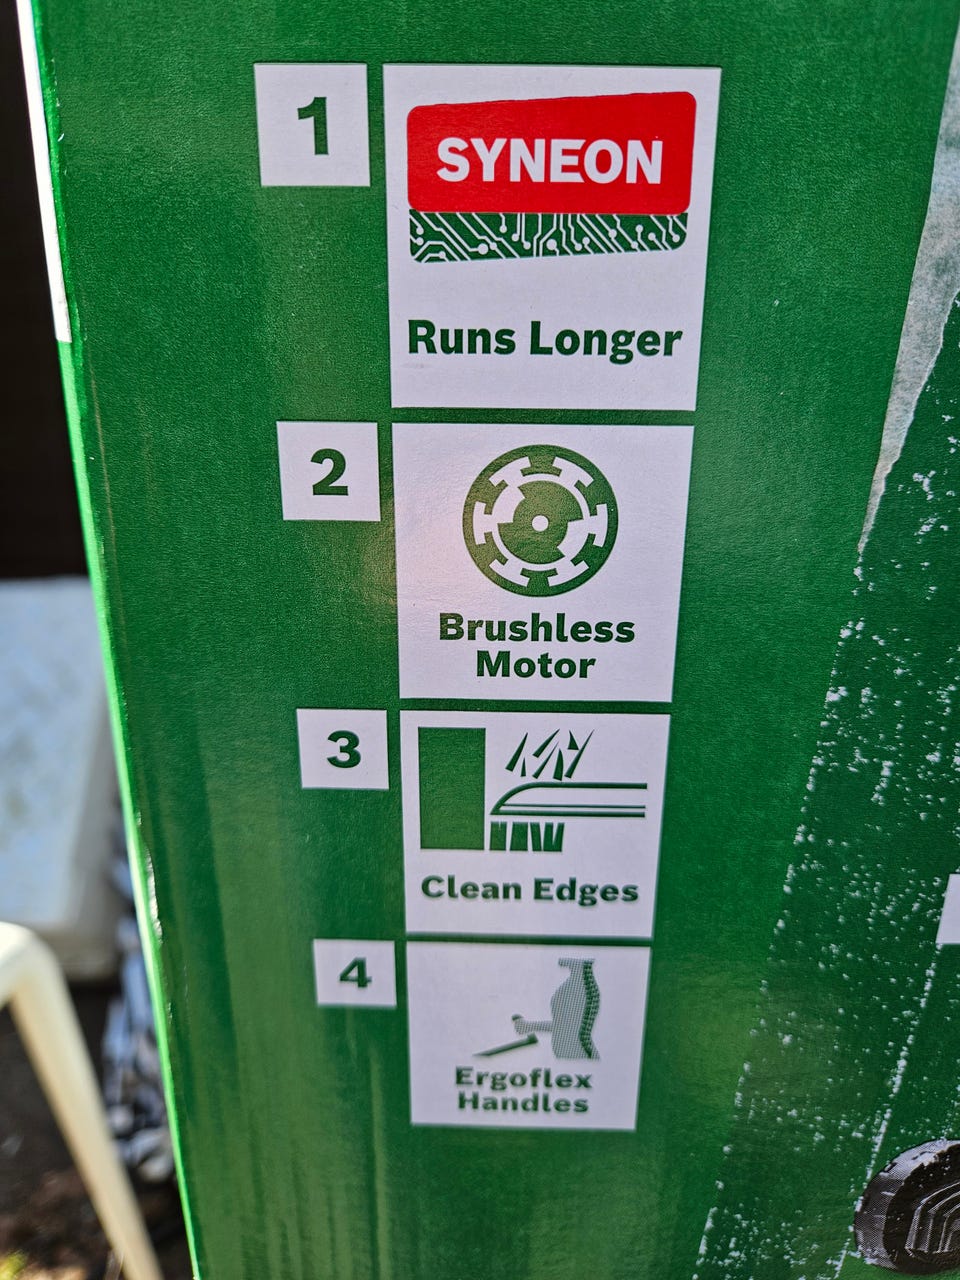 1
SYNEON
Runs Longer
2
Brushless
Motor
3
Clean Edges
4
Ergoflex
Handles